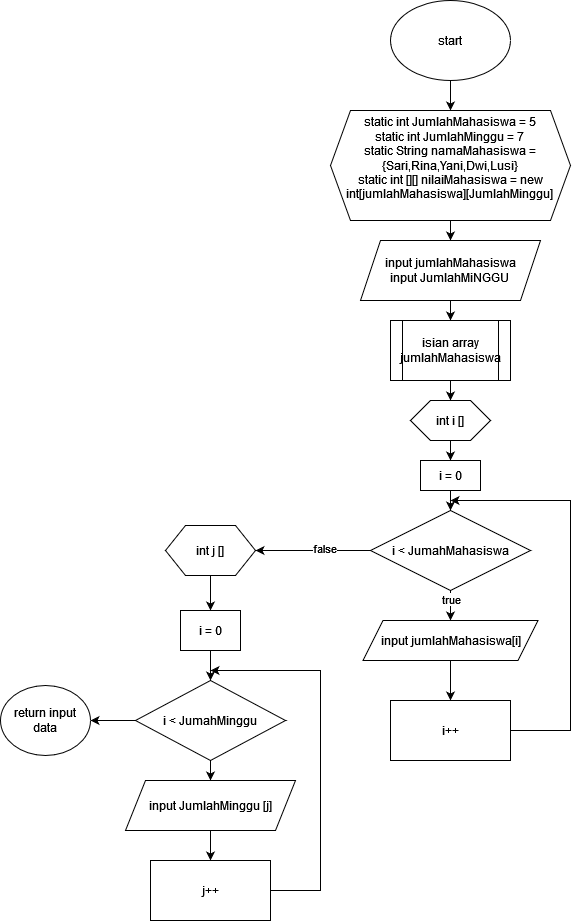 start
static int JumlahMahasiswa = 5
static int JumlahMinggu = 7
static String namaMahasiswa =
{Sari,Rina,Yani,Dwi,Lusi}
static int [][] nilaiMahasiswa = new
int[jumlahMahasiswa][JumlahMinggu]
input jumlahMahasiswa
input JumlahMiNGGU
isian array
jumlahMahasiswa
int i []
i = 0
i < JumahMahasiswa
false
true
input jumlahMahasiswa[i]
i++
int j []
i = 0
i < JumahMinggu
return input
data
input JumlahMinggu [j]
j++